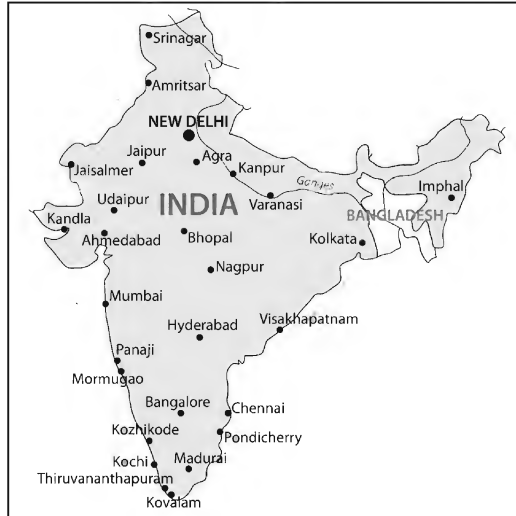 Srinagar
Amritsar
NEW DELHI
Jaipur
Agra
Kanpur
Jaisalmer
Ganges
Imphal
Udaipur
INDIA
Varanasi
BANGLADESH
Kandla
Ahmedabad
Bhopal
Kolkata
Nagpur
Mumbai
Hyderabad
Visakhapatnam
Panaji
Mormugao
Bangalore
Chennai
Kozhikode
Pondicherry
Kochi
Madurai
Thiruvananthapuram
Kovalam